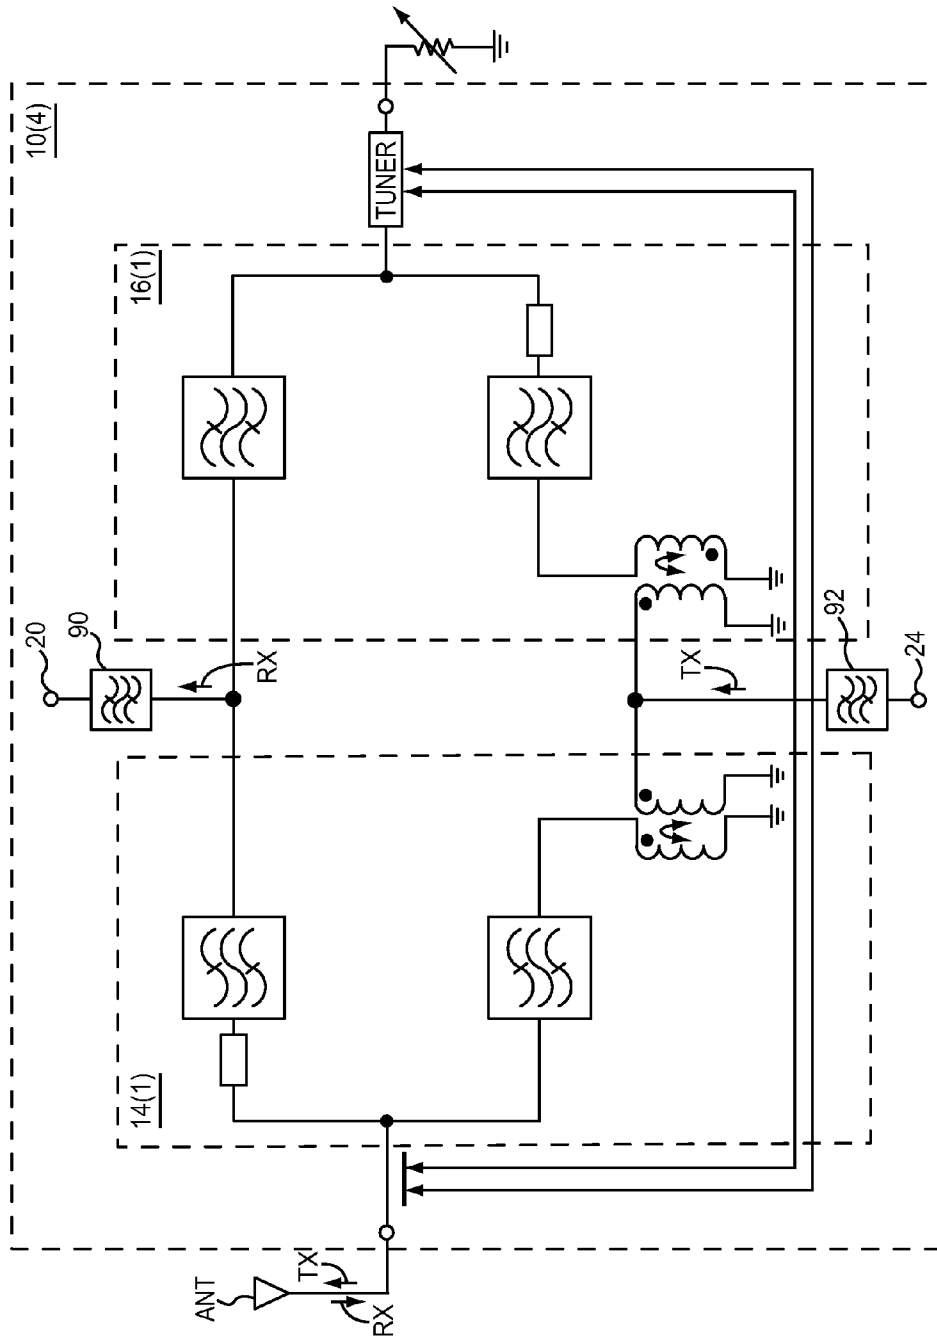 10(4)
TUNER
16(1)
20
90
RX
TX
92
24
14(1)
ANT
TX
RX